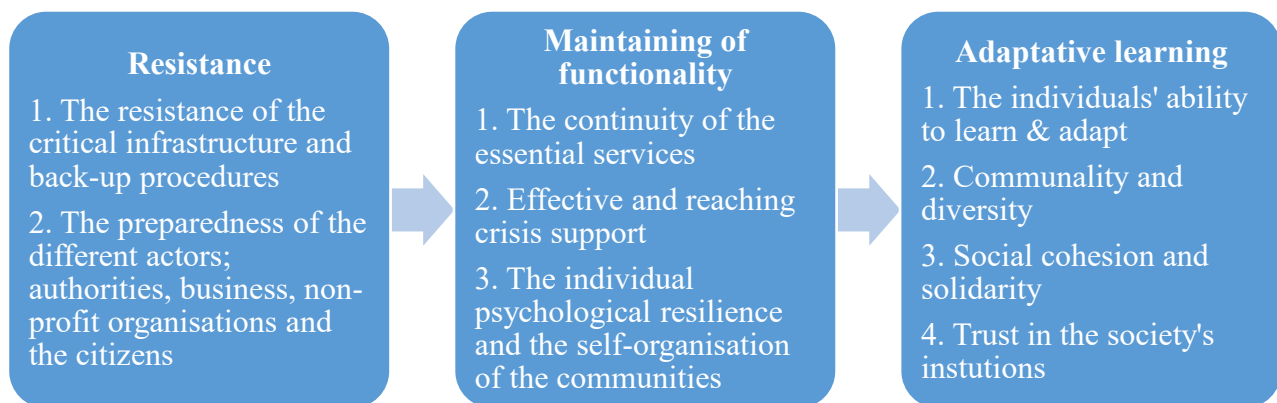 Resistance
1. The resistance of the
critical infrastructure and
back-up procedures
2. The preparedness of the
different actors;
authorities, business, non-
profit organisations and
the citizens
Maintaining of
functionality
1. The continuity of the
essential services
2. Effective and reaching
crisis support
3. The individual
psychological resilience
and the self-organisation
of the communities
Adaptative learning
1. The individuals' ability
to learn & adapt
2. Communality and
diversity
3. Social cohesion and
solidarity
4. Trust in the society's
instutions